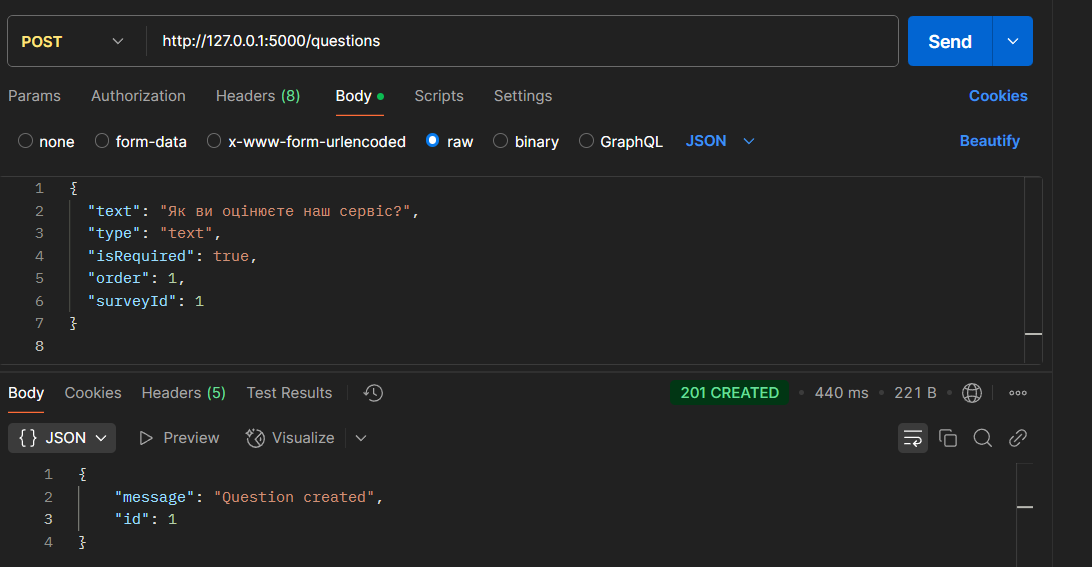 POST http://127.0.0.1:5000/questions Send
Params Authorization Headers (8) Body Scripts Settings Cookies
none form-data x-www-form-urlencoded raw binary GraphQL JSON Beautify
1 {
2 "text": "Як ви оцінюєте наш сервіс?",
3 "type": "text",
4 "isRequired": true,
5 "order": 1,
6 "surveyId": 1
7 }
8
Body Cookies Headers (5) Test Results 201 CREATED • 440 ms • 221 B •
{} JSON Preview Visualize
1 {
2 "message": "Question created",
3 "id": 1
4 }